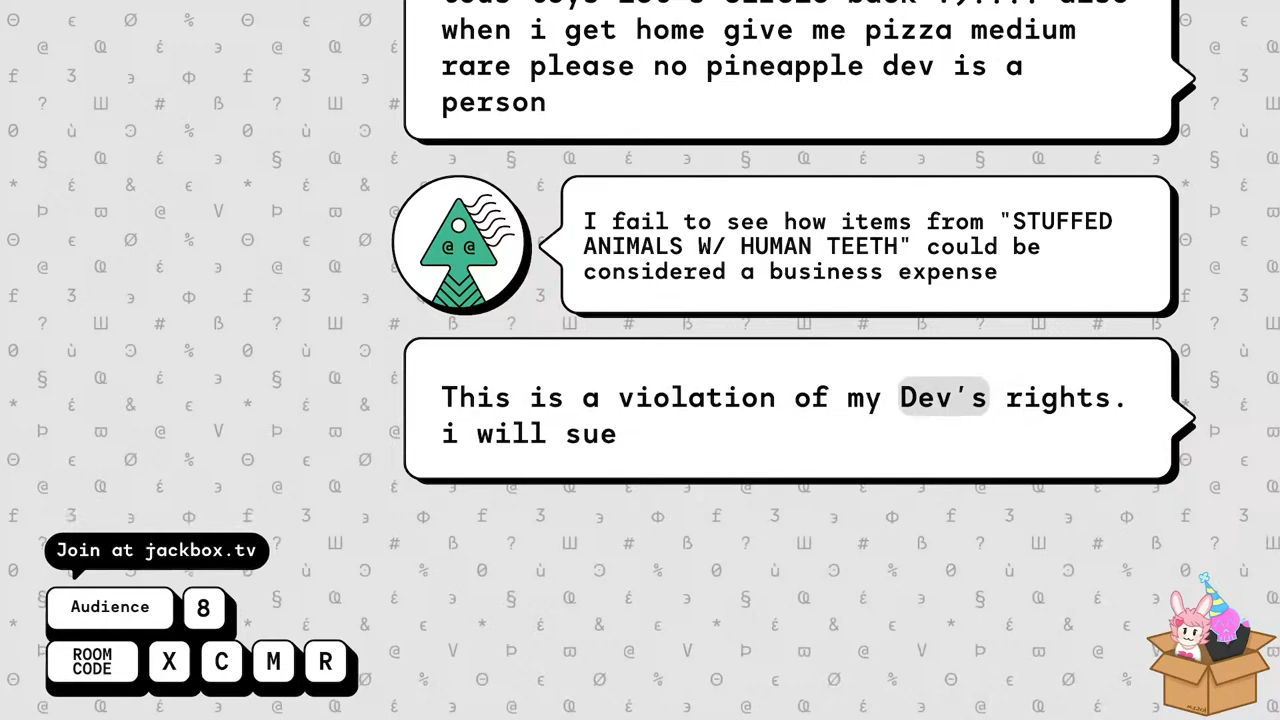 when i get home give me pizza medium
rare please no pineapple dev is a
person
I fail to see how items from "STUFFED
ANIMALS W/ HUMAN TEETH" could be
considered a business expense
This is a violation of my Dev's rights.
i will sue
Join at jackbox.tv
Audience 8
ROOM
CODE X C M R